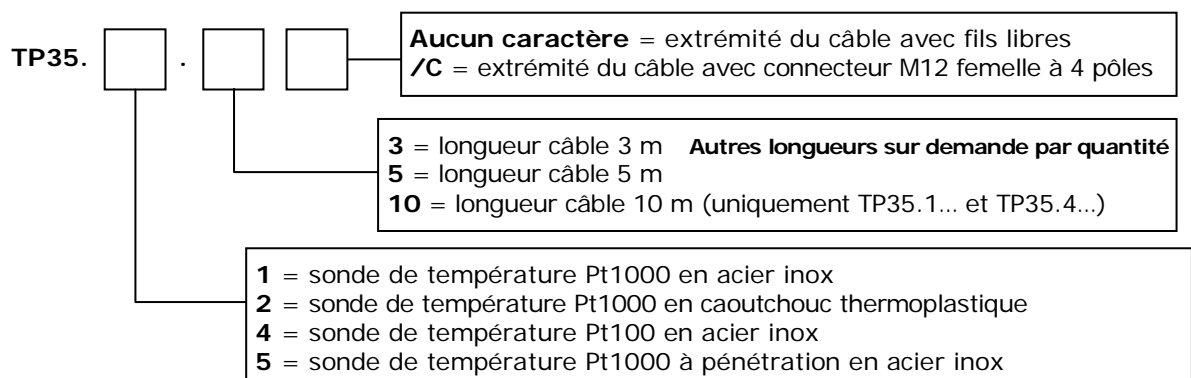 TP35. .
Aucun caractère = extrémité du câble avec fils libres
/C = extrémité du câble avec connecteur M12 femelle à 4 pôles
3 = longueur câble 3 m Autres longueurs sur demande par quantité
5 = longueur câble 5 m
10 = longueur câble 10 m (uniquement TP35.1... et TP35.4...)
1 = sonde de température Pt1000 en acier inox
2 = sonde de température Pt1000 en caoutchouc thermoplastique
4 = sonde de température Pt100 en acier inox
5 = sonde de température Pt1000 à pénétration en acier inox